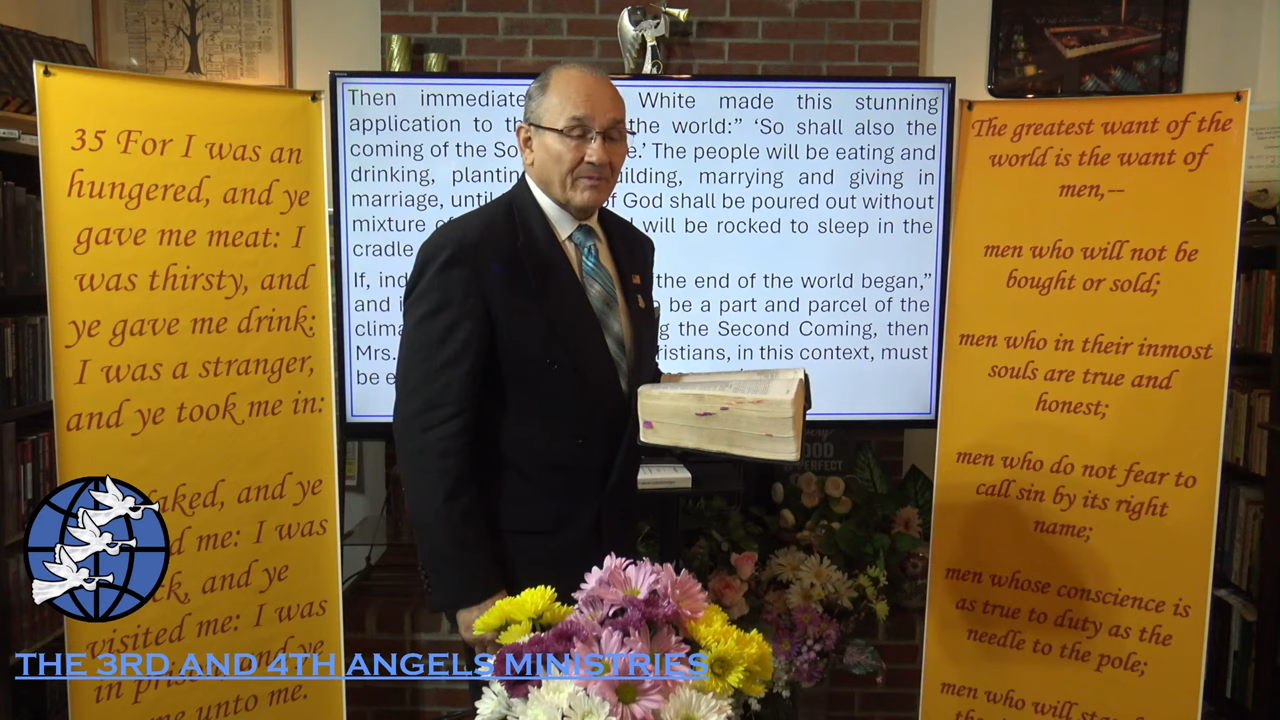 35 For I was an
hungered, and ye
gave me meat: I
was thirsty, and
ye gave me drink:
I was a stranger,
and ye took me in:
aked, and ye
d me: I was
ck, and ye
visited me: I was
in prison, and ye
me unto me.
Then immediate White made this stunning
application to th the world:” ‘So shall also the
coming of the So e.’ The people will be eating and
drinking, plantin uilding, marrying and giving in
marriage, until of God shall be poured out without
mixture o will be rocked to sleep in the
cradle
If, ind the end of the world began,”
and i o be a part and parcel of the
clima g the Second Coming, then
Mrs. ristians, in this context, must
be e
The greatest want of the
world is the want of
men,--
men who will not be
bought or sold;
men who in their inmost
souls are true and
honest;
men who do not fear to
call sin by its right
name;
men whose conscience is
as true to duty as the
needle to the pole;
men who will stand
THE 3RD AND 4TH ANGELS MINISTRIES